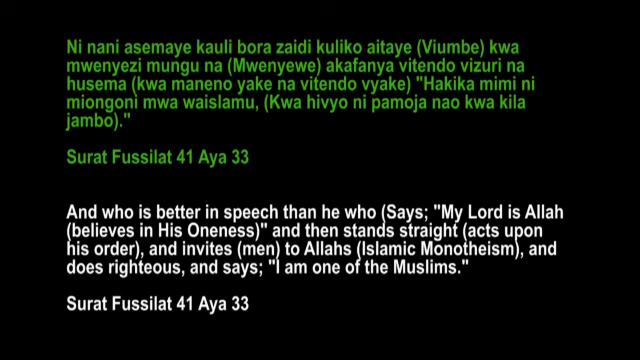 Ni nani asemaye kauli bora zaidi kuliko aitaye (Viumbe) kwa
mwenyezi mungu na (Mwenyewe) akafanya vitendo vizuri na
husema (kwa maneno yake na vitendo vyake) "Hakika mimi ni
miongoni mwa waislamu, (Kwa hivyo ni pamoja nao kwa kila
jambo)."
Surat Fussilat 41 Aya 33
And who is better in speech than he who (Says; "My Lord is Allah
(believes in His Oneness)" and then stands straight (acts upon
his order), and invites (men) to Allahs (Islamic Monotheism), and
does righteous, and says; "I am one of the Muslims."
Surat Fussilat 41 Aya 33